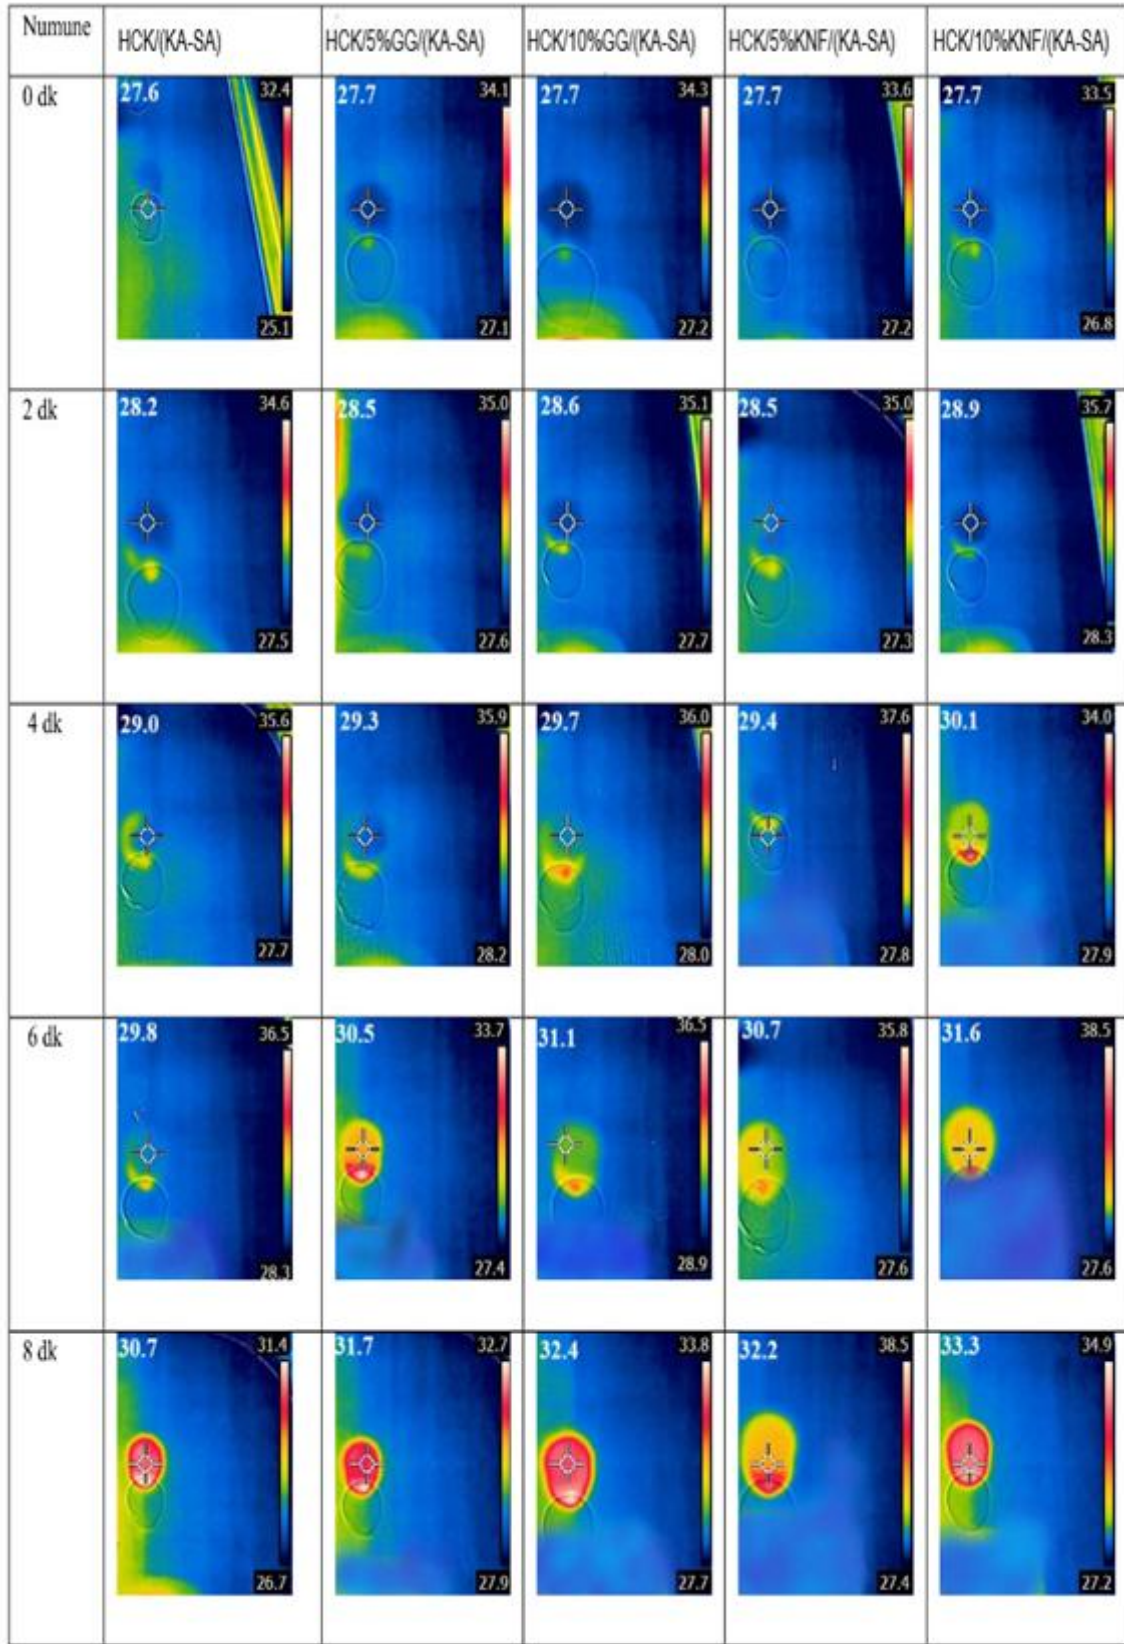 Numune HCK/(KA-SA) HCK/5%GG/(KA-SA) HCK/10%GG/(KA-SA) HCK/5%KNF/(KA-SA) HCK/10%KNF/(KA-SA)
0 dk
27.6 32.4 27.7 34.1 27.7 34.3 27.7 33.6 27.7 33.5
25.1 27.1 27.2 27.2 26.8
2 dk
28.2 34.6 28.5 35.0 28.6 35.1 28.5 35.0 28.9 35.7
27.5 27.6 27.7 27.3 28.3
4 dk
29.0 35.6 29.3 35.9 29.7 36.0 29.4 37.6 30.1 34.0
27.7 28.2 28.0 27.8 27.9
6 dk
29.8 36.5 30.5 33.7 31.1 36.5 30.7 35.8 31.6 38.5
28.3 27.4 28.9 27.6 27.6
8 dk
30.7 31.4 31.7 32.7 32.4 33.8 32.2 38.5 33.3 34.9
26.7 27.9 27.7 27.4 27.2